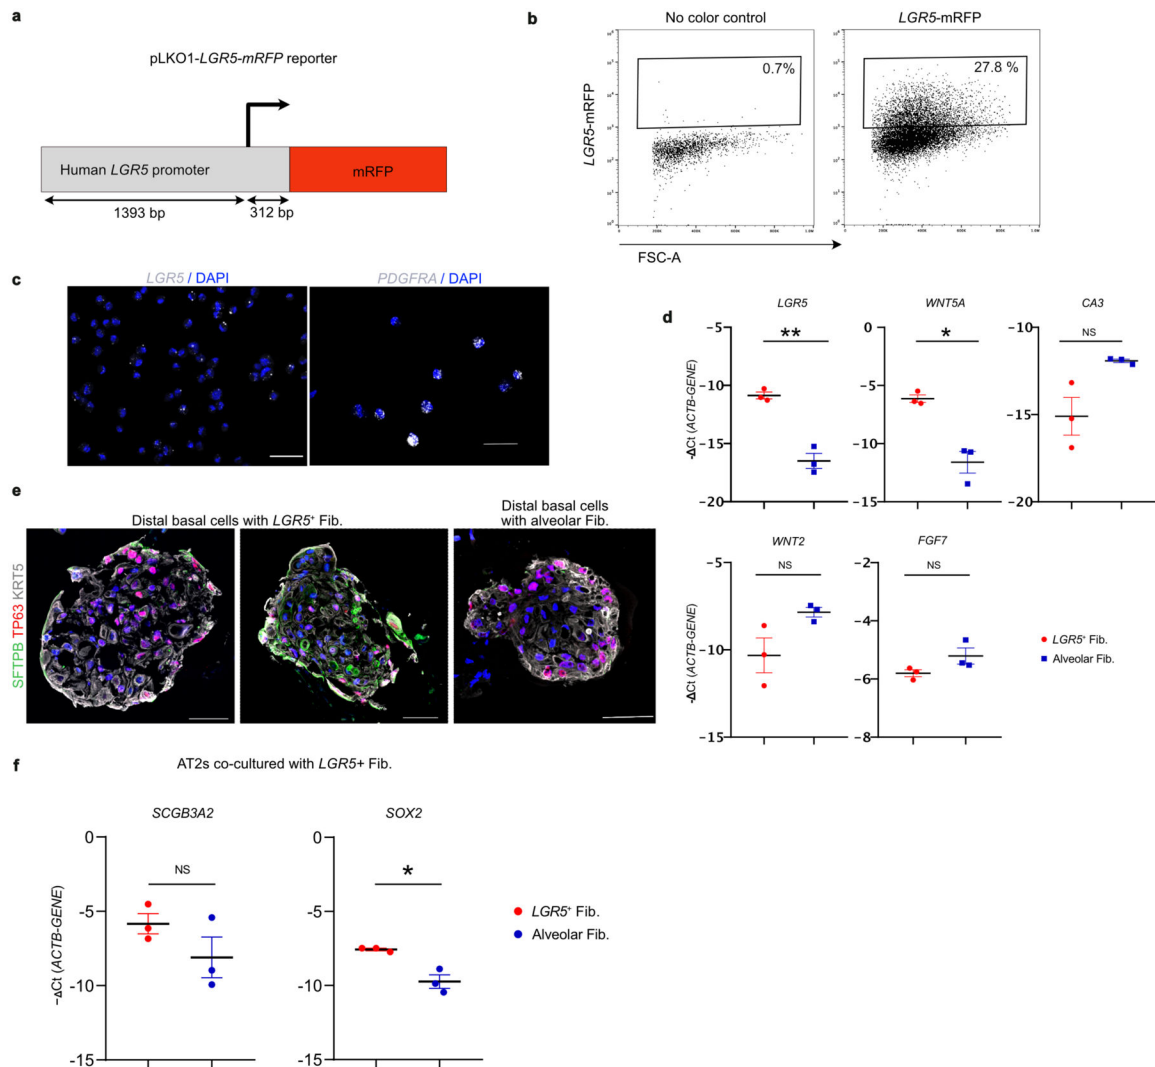 a
pLKO1-LGR5-mRFP reporter
Human LGR5 promoter
mRFP
1393 bp
312 bp
b
No color control
LGR5-mRFP
LGR5-mRFP
0.7%
27.8 %
FSC-A
c
LGR5 / DAPI
PDGFRA / DAPI
d
LGR5
WNT5A
CA3
-ΔCt (ACTB-GENE)
−5
−10
−15
−20
**
0
−5
−10
−15
*
−10
−15
−20
NS
WNT2
FGF7
-ΔCt (ACTB-GENE)
−5
−10
−15
NS
−2
−4
−6
−8
NS
LGR5+ Fib.
Alveolar Fib.
e
Distal basal cells with LGR5+ Fib.
Distal basal cells
with alveolar Fib.
SFTPB TP63 KRT5
f
AT2s co-cultured with LGR5+ Fib.
SCGB3A2
SOX2
−ΔCt (ACTB-GENE)
0
-5
-10
-15
NS
0
-5
-10
-15
*
LGR5+ Fib.
Alveolar Fib.